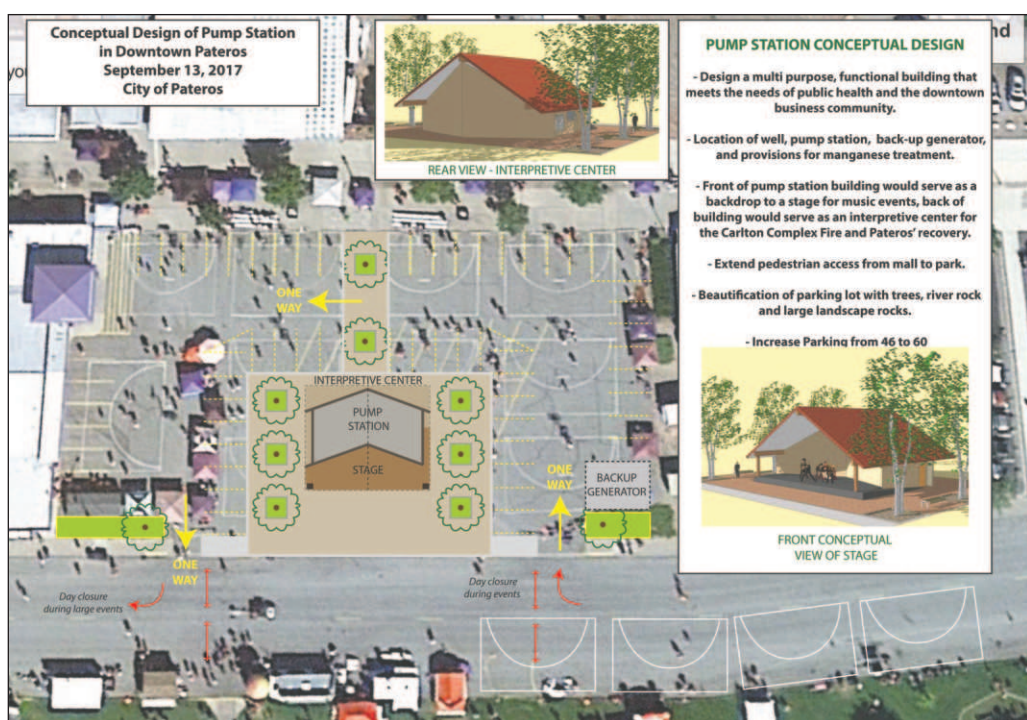 Conceptual Design of Pump Station
in Downtown Pateros
September 13, 2017
City of Pateros
REAR VIEW - INTERPRETIVE CENTER
PUMP STATION CONCEPTUAL DESIGN
- Design a multi purpose, functional building that
meets the needs of public health and the downtown
business community.
- Location of well, pump station, back-up generator,
and provisions for manganese treatment.
- Front of pump station building would serve as a
backdrop to a stage for music events, back of
building would serve as an interpretive center for
the Carlton Complex Fire and Pateros' recovery.
- Extend pedestrian access from mall to park.
- Beautification of parking lot with trees, river rock
and large landscape rocks.
- Increase Parking from 46 to 60
FRONT CONCEPTUAL
VIEW OF STAGE
ONE
WAY
INTERPRETIVE CENTER
PUMP
STATION
STAGE
ONE
WAY
BACKUP
GENERATOR
ONE
WAY
Day closure
during large events
Day closure
during events